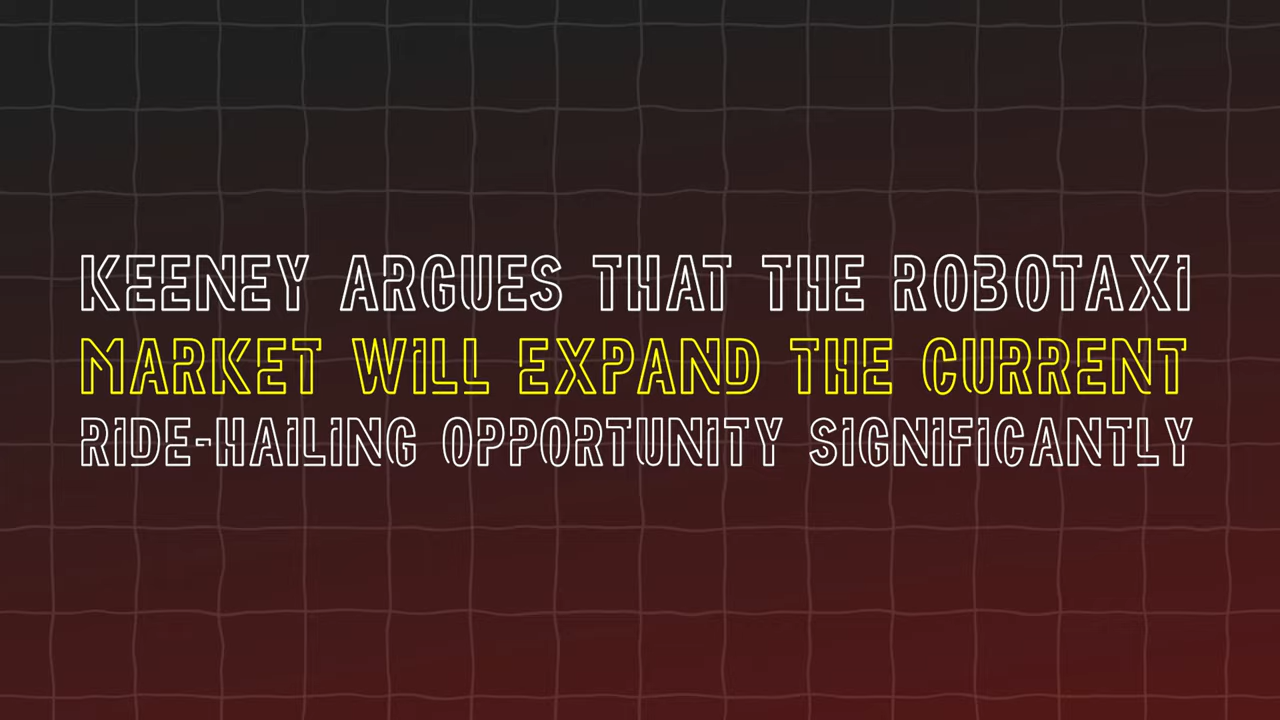 KEENEY ARGUES THAT THE ROBOTAXI
MARKET WILL EXPAND THE CURRENT
RIDE-HAILING OPPORTUNITY SIGNIFICANTLY